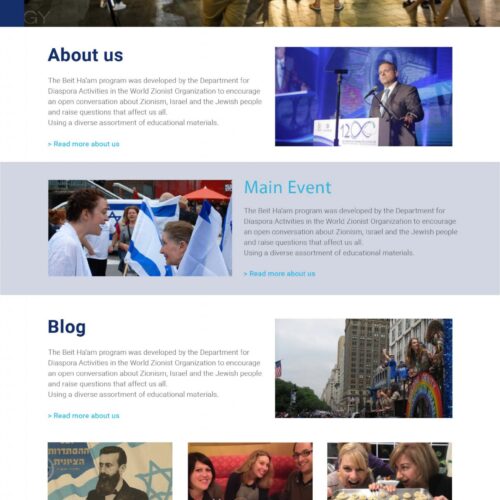 GY
About us
The Beit Ha'am program was developed by the Department for
Diaspora Activities in the World Zionist Organization to encourage
an open conversation about Zionism, Israel and the Jewish people
and raise questions that affect us all.
Using a diverse assortment of educational materials.
> Read more about us
120
Main Event
The Beit Ha'am program was developed by the Department for
Diaspora Activities in the World Zionist Organization to encourage
an open conversation about Zionism, Israel and the Jewish people
and raise questions that affect us all.
Using a diverse assortment of educational materials.
> Read more about us
Blog
The Beit Ha'am program was developed by the Department for
Diaspora Activities in the World Zionist Organization to encourage
an open conversation about Zionism, Israel and the Jewish people
and raise questions that affect us all.
Using a diverse assortment of educational materials.
> Read more about us
ההסתדרות
הציונית